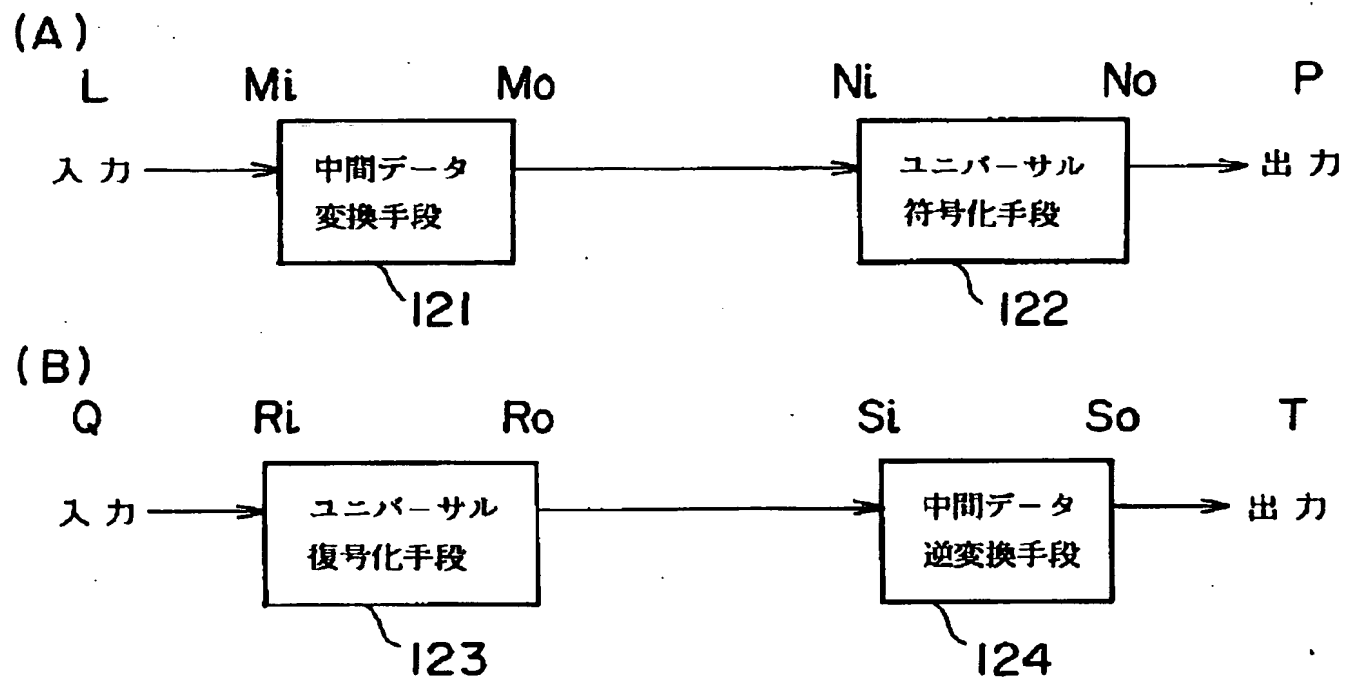 (A)
L Mi Mo Ni No P
入力 中間データ ユニバーサル 出力
変換手段 符号化手段
121 122
(B)
Q Ri Ro Si So T
入力 ユニバーサル 中間データ 出力
復号化手段 逆変換手段
123 124